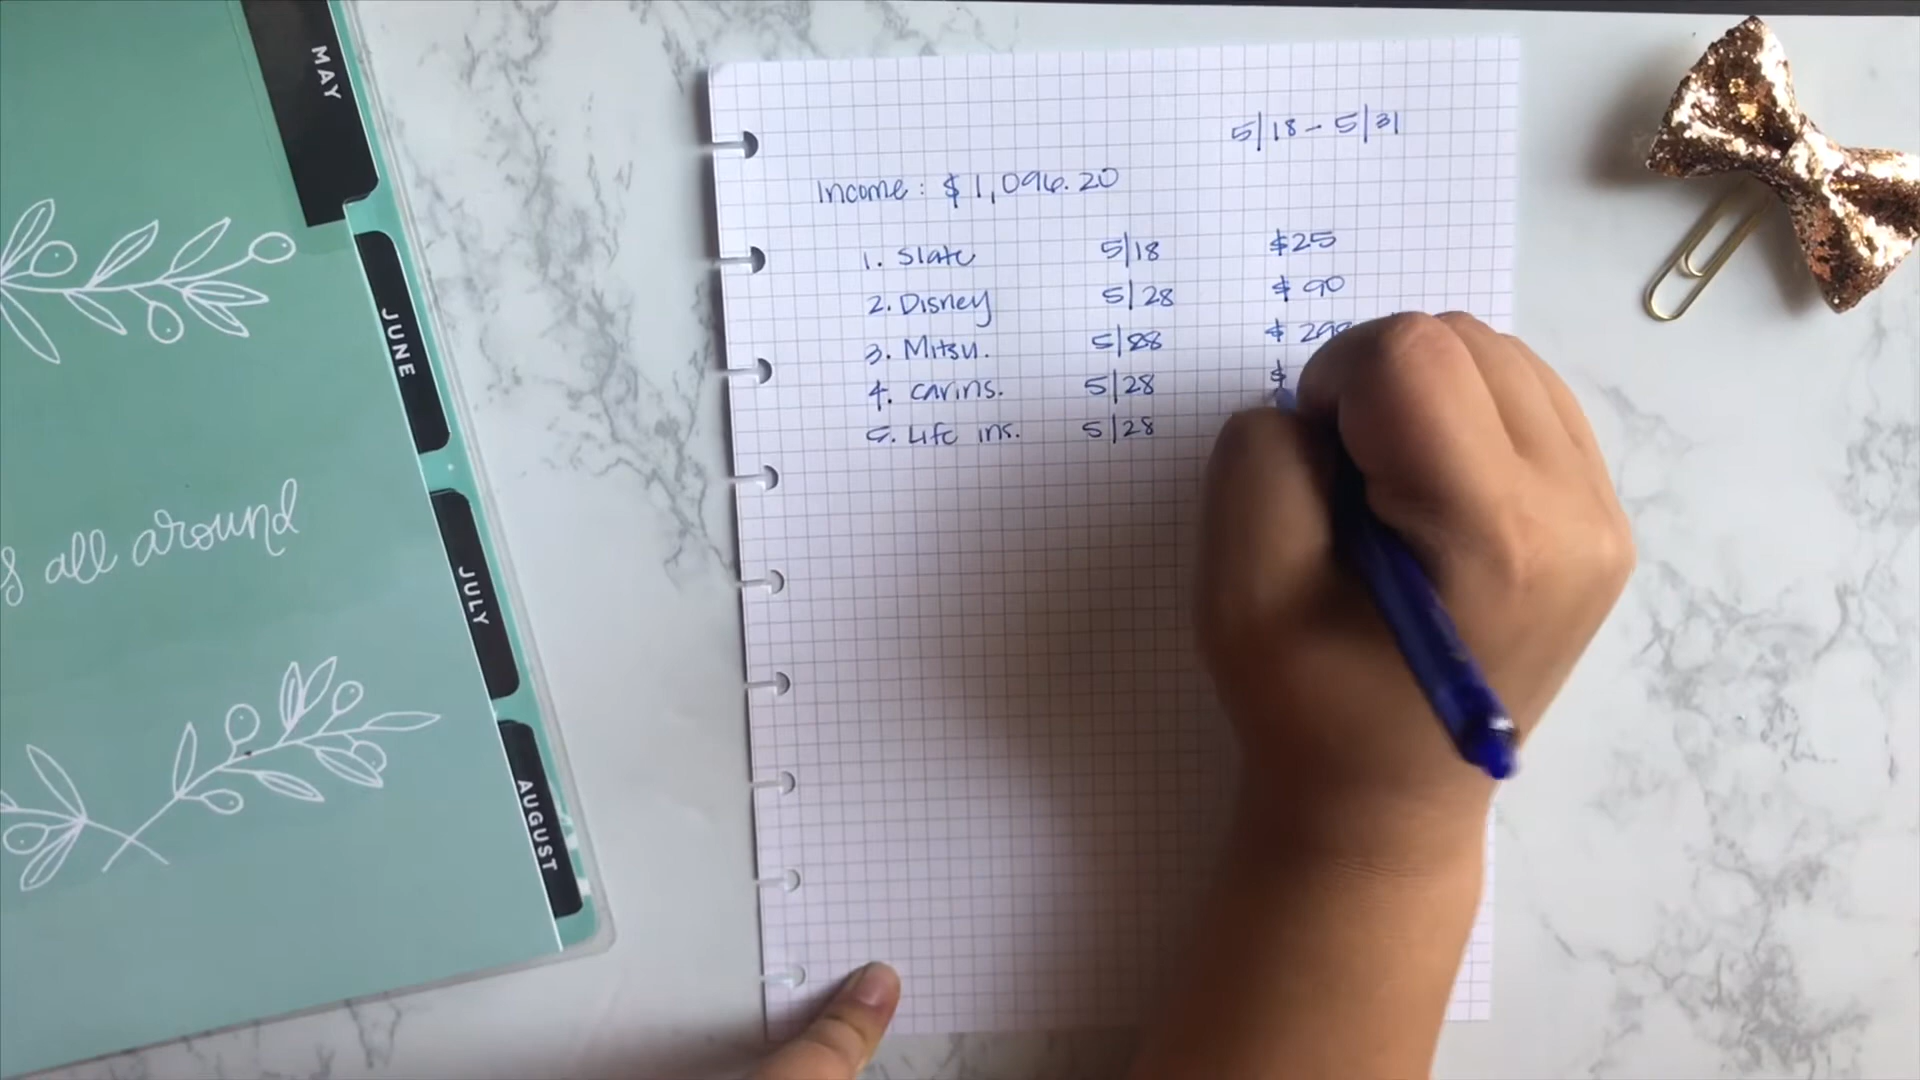 MAY
JUNE
JULY
AUGUST
all around
5/18 - 5/31
Income: $1,096.20
1. Slate 5/18 $25
2. Disney 5/28 $90
3. Mitsu. 5/28 $
4. Car ins. 5/28 $
5. Life ins. 5/28